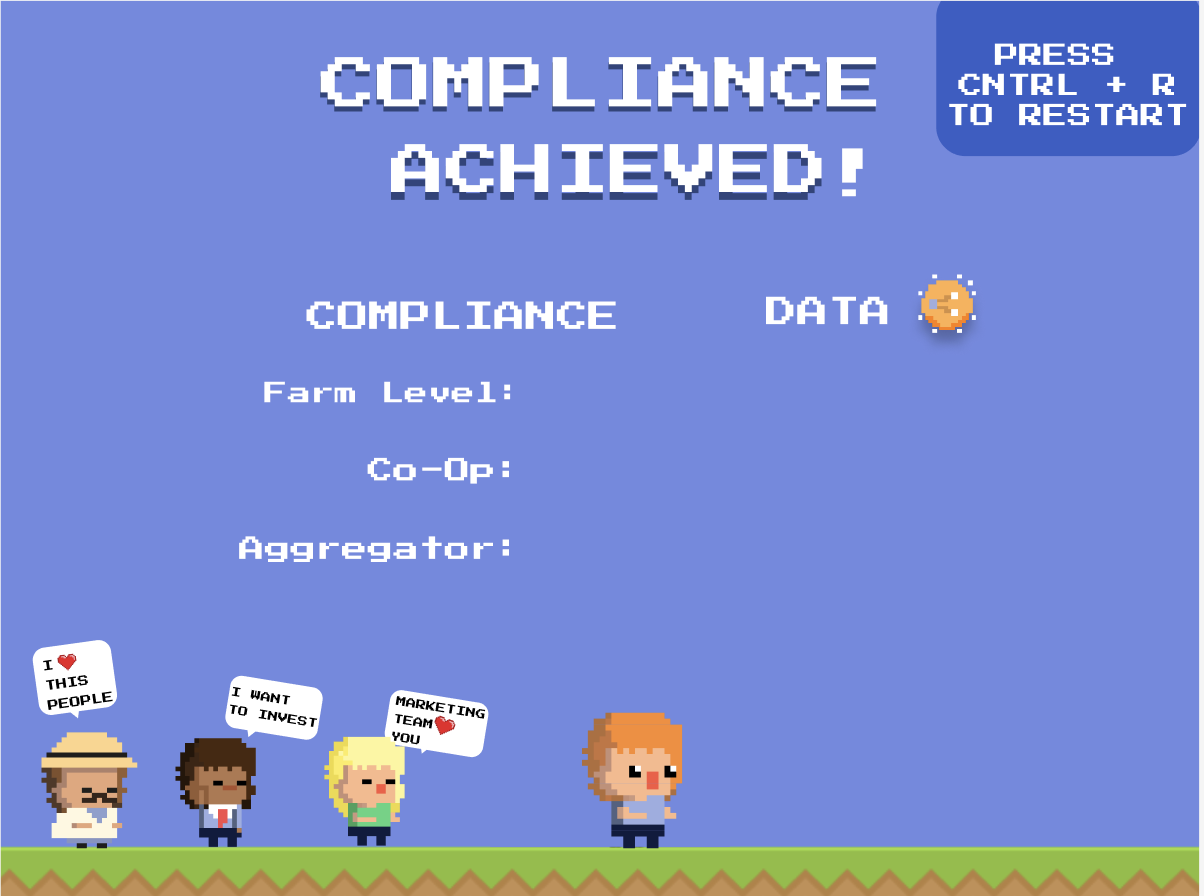 COMPLIANCE
ACHIEVED!
PRESS
CNTRL + R
TO RESTART
COMPLIANCE
DATA
Farm Level:
Co-Op:
Aggregator:
I ❤
THIS
PEOPLE
I WANT
TO INVEST
MARKETING
TEAM ❤
YOU